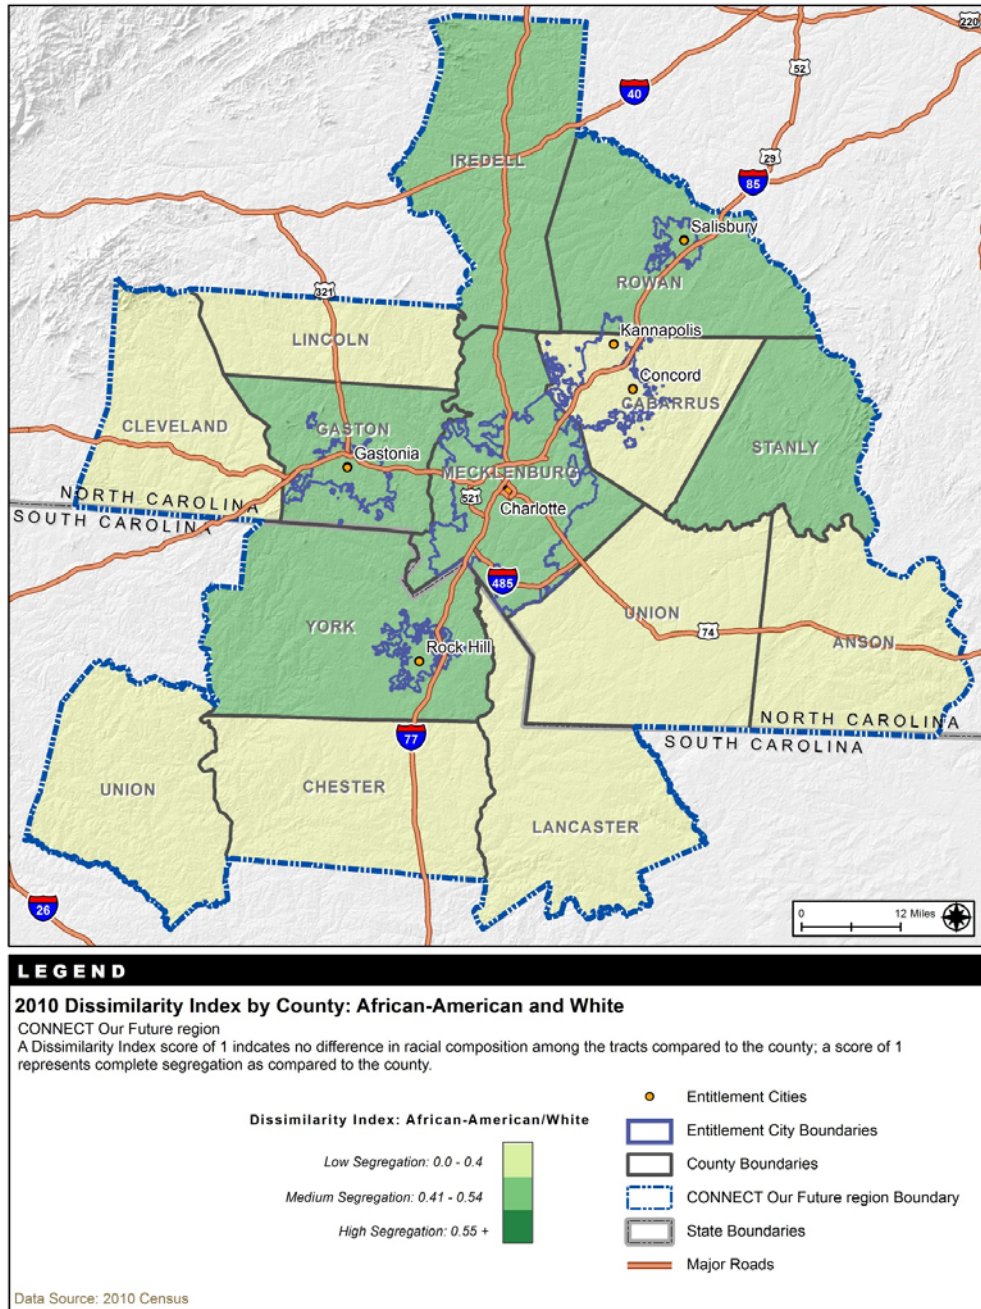 220
52
40
29
IREDELL
85
Salisbury
ROWAN
321
Kannapolis
LINCOLN
Concord
CABARRUS
CLEVELAND
GASTON
STANLY
Gastonia
MECKLENBURG
NORTH CAROLINA
521
Charlotte
SOUTH CAROLINA
485
UNION
YORK
74
ANSON
Rock Hill
NORTH CAROLINA
77
SOUTH CAROLINA
UNION
CHESTER
LANCASTER
26
0 12 Miles
LEGEND
2010 Dissimilarity Index by County: African-American and White
CONNECT Our Future region
A Dissimilarity Index score of 1 indcates no difference in racial composition among the tracts compared to the county; a score of 1
represents complete segregation as compared to the county.
Dissimilarity Index: African-American/White
Low Segregation: 0.0 - 0.4
Medium Segregation: 0.41 - 0.54
High Segregation: 0.55 +
Entitlement Cities
Entitlement City Boundaries
County Boundaries
CONNECT Our Future region Boundary
State Boundaries
Major Roads
Data Source: 2010 Census